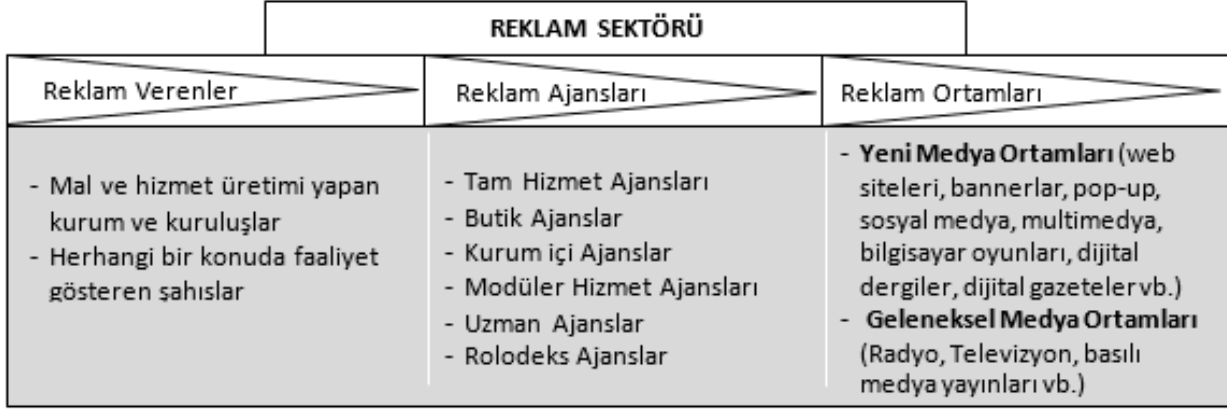 REKLAM SEKTÖRÜ
Reklam Verenler
Reklam Ajansları
Reklam Ortamları
- Mal ve hizmet üretimi yapan
kurum ve kuruluşlar
- Herhangi bir konuda faaliyet
gösteren şahıslar
- Tam Hizmet Ajansları
- Butik Ajanslar
- Kurum içi Ajanslar
- Modüler Hizmet Ajansları
- Uzman Ajanslar
- Rolodeks Ajanslar
- Yeni Medya Ortamları (web
siteleri, bannerlar, pop-up,
sosyal medya, multimedya,
bilgisayar oyunları, dijital
dergiler, dijital gazeteler vb.)
- Geleneksel Medya Ortamları
(Radyo, Televizyon, basılı
medya yayınları vb.)